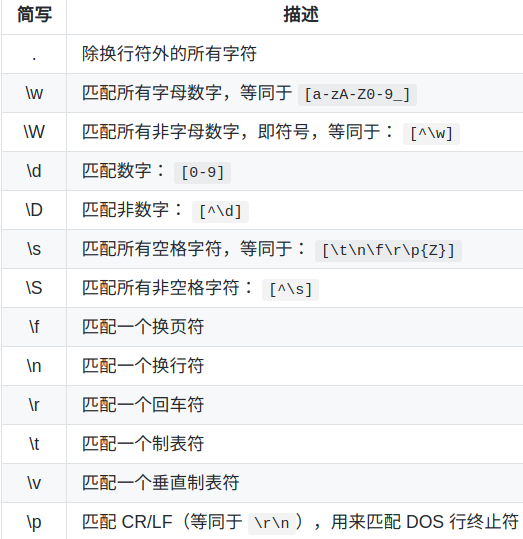 简写 描述
. 除换行符外的所有字符
\w 匹配所有字母数字，等同于 [a-zA-Z0-9_]
\W 匹配所有非字母数字，即符号，等同于： [^\w]
\d 匹配数字： [0-9]
\D 匹配非数字： [^\d]
\s 匹配所有空格字符，等同于： [\t\n\f\r\p{Z}]
\S 匹配所有非空格字符： [^\s]
\f 匹配一个换页符
\n 匹配一个换行符
\r 匹配一个回车符
\t 匹配一个制表符
\v 匹配一个垂直制表符
\p 匹配 CR/LF（等同于 \r\n ），用来匹配 DOS 行终止符